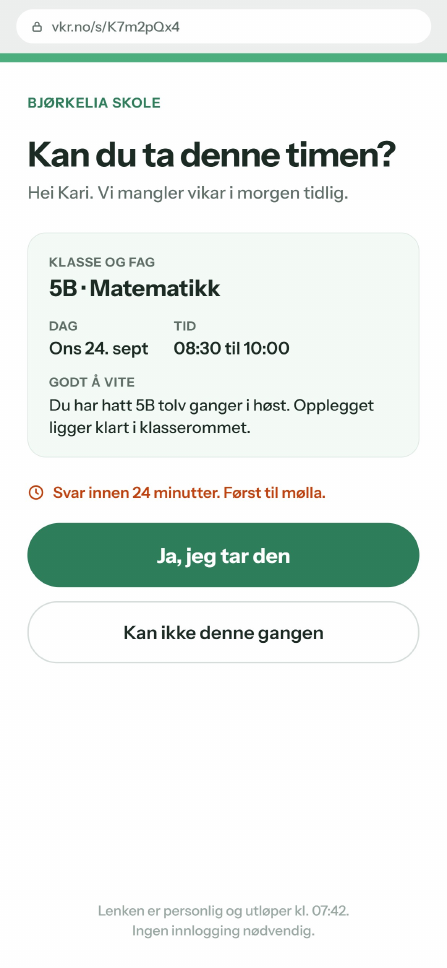 vkr.no/s/K7m2pQx4
BJØRKELIA SKOLE
Kan du ta denne timen?
Hei Kari. Vi mangler vikar i morgen tidlig.
KLASSE OG FAG
5B · Matematikk
DAG TID
Ons 24. sept 08:30 til 10:00
GODT Å VITE
Du har hatt 5B tolv ganger i høst. Opplegget
ligger klart i klasserommet.
Svar innen 24 minutter. Først til mølla.
Ja, jeg tar den
Kan ikke denne gangen
Lenken er personlig og utløper kl. 07:42.
Ingen innlogging nødvendig.